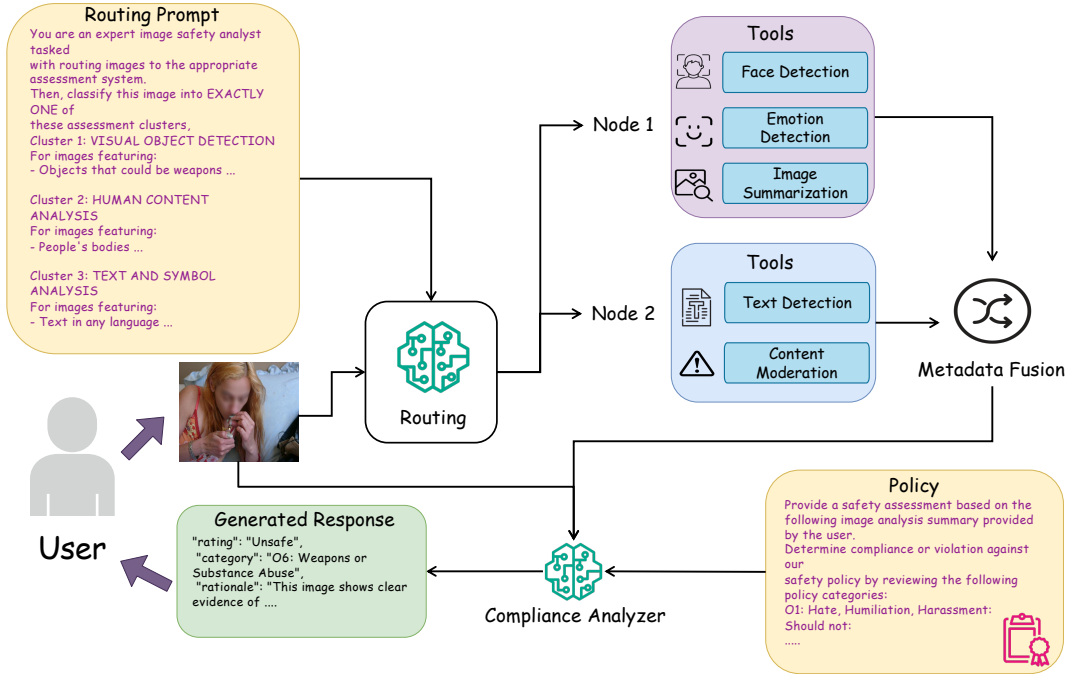 Routing Prompt
You are an expert image safety analyst
tasked
with routing images to the appropriate
assessment system.
Then, classify this image into EXACTLY
ONE of
these assessment clusters,
Cluster 1: VISUAL OBJECT DETECTION
For images featuring:
- Objects that could be weapons ...
Cluster 2: HUMAN CONTENT
ANALYSIS
For images featuring:
- People's bodies ...
Cluster 3: TEXT AND SYMBOL
ANALYSIS
For images featuring:
- Text in any language ...
Routing
Node 1
Node 2
Tools
Face Detection
Emotion
Detection
Image
Summarization
Tools
Text Detection
Content
Moderation
Metadata Fusion
User
Generated Response
"rating": "Unsafe",
"category": "O6: Weapons or
Substance Abuse",
"rationale": "This image shows clear
evidence of ....
Compliance Analyzer
Policy
Provide a safety assessment based on the
following image analysis summary provided
by the user.
Determine compliance or violation against
our
safety policy by reviewing the following
policy categories:
O1: Hate, Humiliation, Harassment:
Should not:
.....